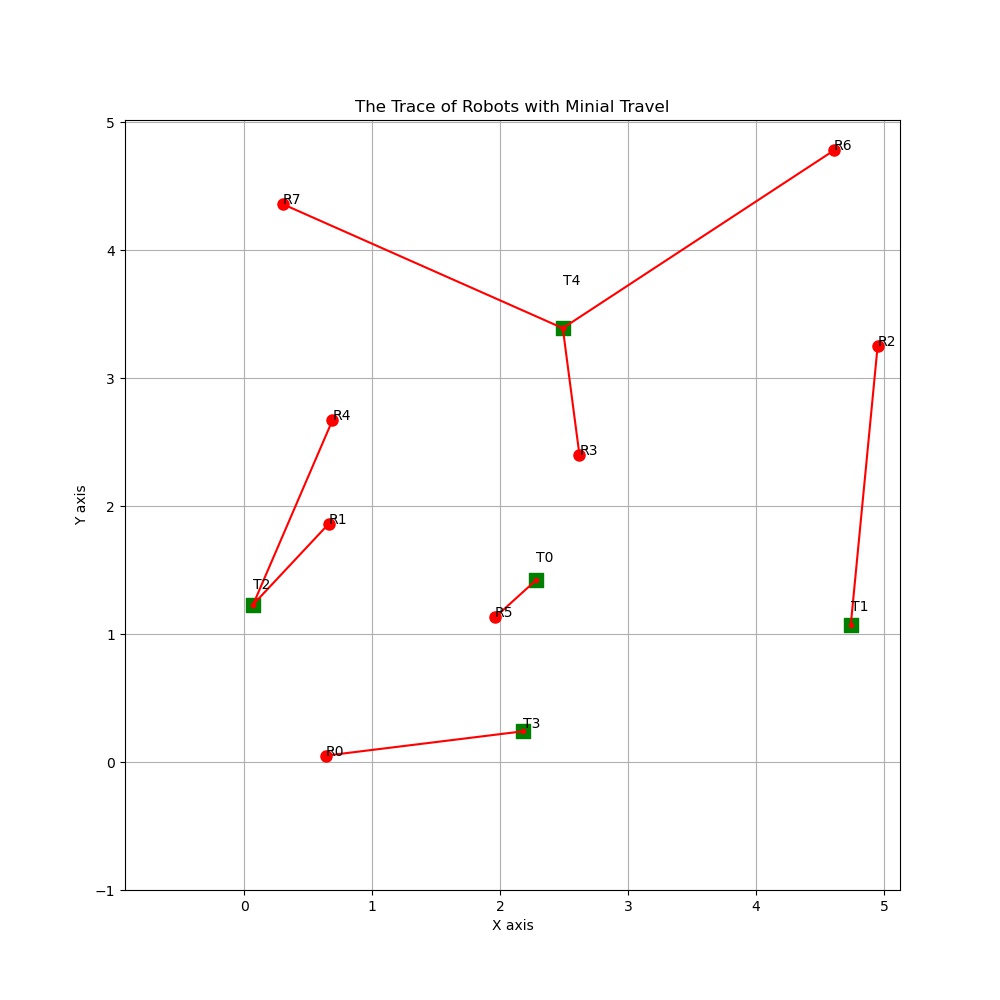 The Trace of Robots with Minial Travel
5
R6
R7
4
T4
R2
3
R4
R3
Y axis
2
R1
T0
T2
T1
R5
1
T3
R0
0
−1
0 1 2 3 4 5
X axis